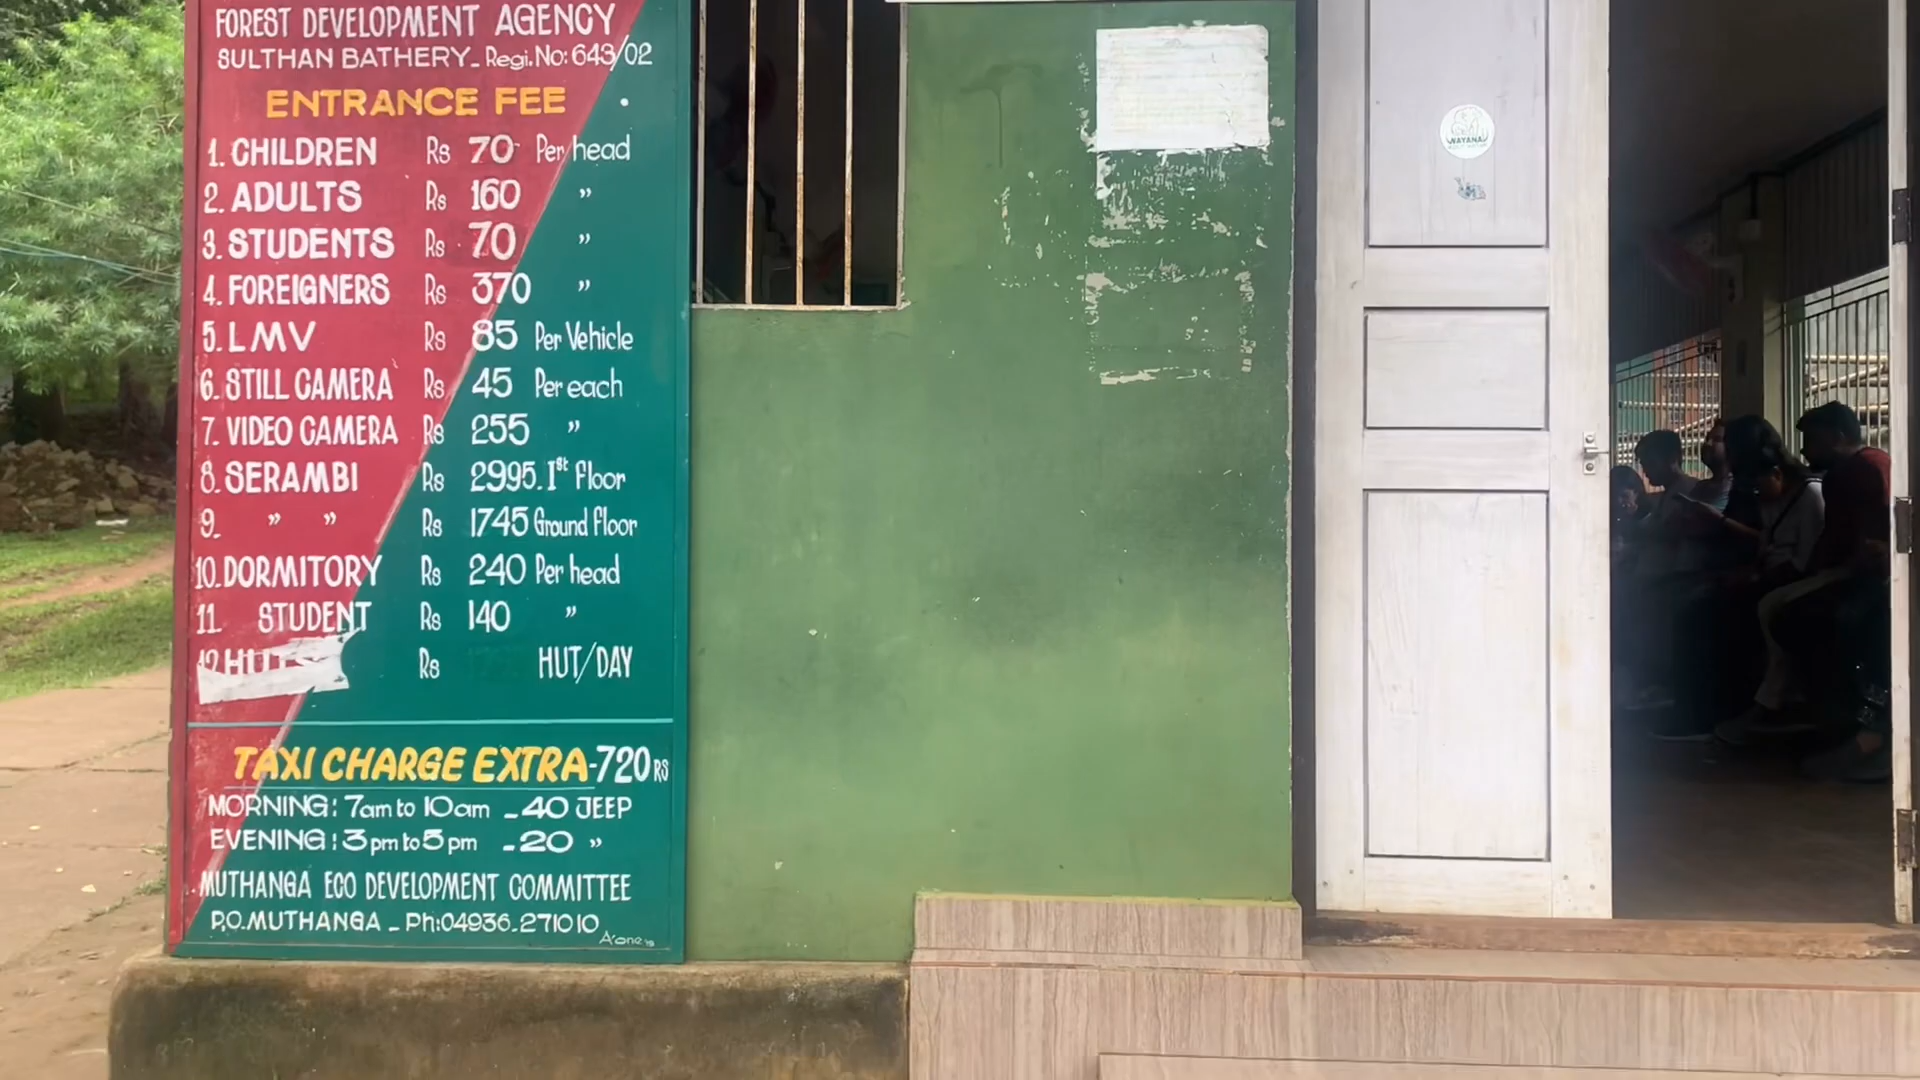 FOREST DEVELOPMENT AGENCY
SULTHAN BATHERY_ Regi.No: 643/02
ENTRANCE FEE
1. CHILDREN Rs 70 Per head
2. ADULTS Rs 160 "
3. STUDENTS Rs 70 "
4. FOREIGNERS Rs 370 "
5. LMV Rs 85 Per Vehicle
6. STILL CAMERA Rs 45 Per each
7. VIDEO CAMERA Rs 255 "
8. SERAMBI Rs 2995. 1st floor
9. " " Rs 1745 Ground floor
10. DORMITORY Rs 240 Per head
11. STUDENT Rs 140 "
12 HUTS Rs HUT/DAY
TAXI CHARGE EXTRA-720 RS
MORNING: 7am to 10am _ 40 JEEP
EVENING: 3pm to 5pm - 20 "
MUTHANGA ECO DEVELOPMENT COMMITTEE
P.O. MUTHANGA _ Ph: 04936.271010
A'one